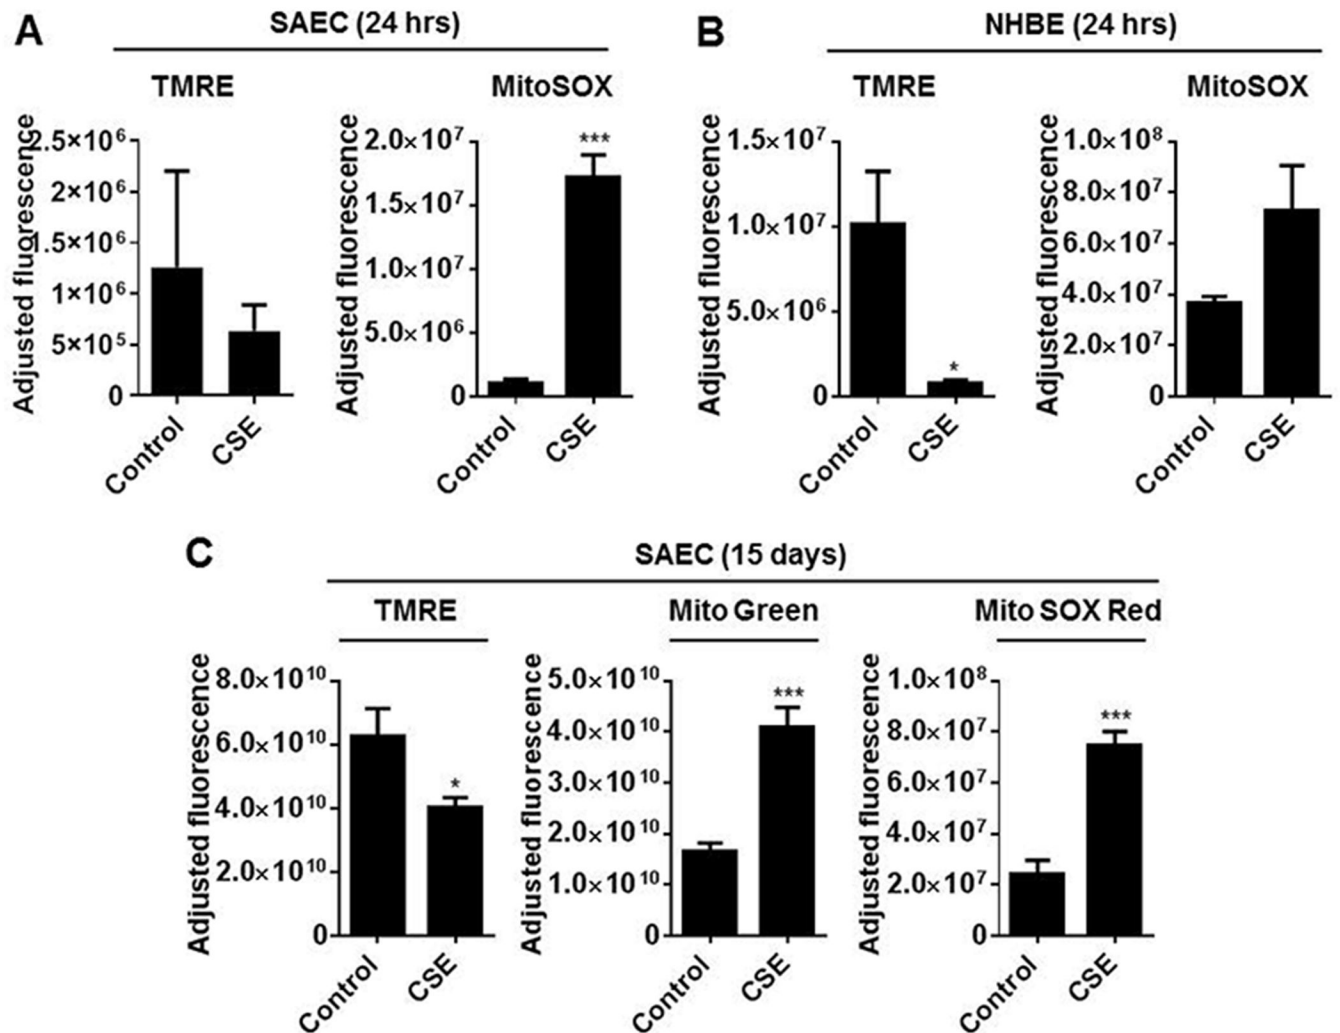 A
SAEC (24 hrs)
TMRE
MitoSOX
Adjusted fluorescence
2.5×10⁶
2×10⁶
1.5×10⁶
1×10⁶
5×10⁵
0
Control
CSE
Adjusted fluorescence
2.0×10⁷
1.5×10⁷
1.0×10⁷
5.0×10⁶
0
***
Control
CSE
B
NHBE (24 hrs)
TMRE
MitoSOX
Adjusted fluorescence
1.5×10⁷
1.0×10⁷
5.0×10⁶
0
*
Control
CSE
Adjusted fluorescence
1.0×10⁸
8.0×10⁷
6.0×10⁷
4.0×10⁷
2.0×10⁷
0
Control
CSE
C
SAEC (15 days)
TMRE
Mito Green
Mito SOX Red
Adjusted fluorescence
8.0×10¹⁰
6.0×10¹⁰
4.0×10¹⁰
2.0×10¹⁰
0
*
Control
CSE
Adjusted fluorescence
5.0×10¹⁰
4.0×10¹⁰
3.0×10¹⁰
2.0×10¹⁰
1.0×10¹⁰
0
***
Control
CSE
Adjusted fluorescence
1.0×10⁸
8.0×10⁷
6.0×10⁷
4.0×10⁷
2.0×10⁷
0
***
Control
CSE